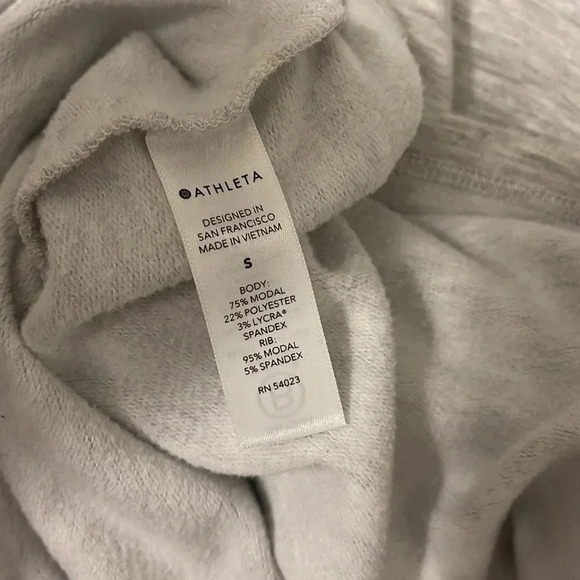 ATHLETA
DESIGNED IN
SAN FRANCISCO
MADE IN VIETNAM
S
BODY:
75% MODAL
22% POLYESTER
3% LYCRA®
SPANDEX
RIB:
95% MODAL
5% SPANDEX
RN 54023
B